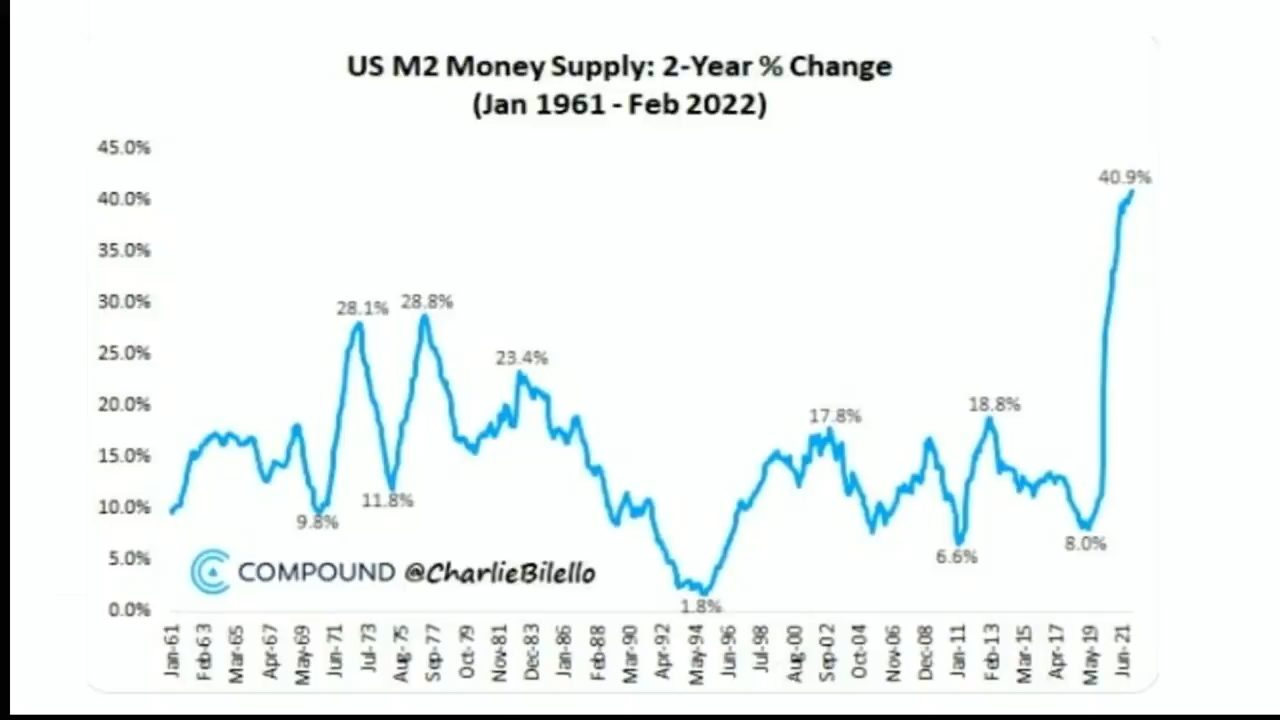 US M2 Money Supply: 2-Year % Change
(Jan 1961 - Feb 2022)
45.0%
40.0%
35.0%
30.0%
25.0%
20.0%
15.0%
10.0%
5.0%
0.0%
9.8%
28.1%
11.8%
28.8%
23.4%
1.8%
17.8%
6.6%
18.8%
8.0%
40.9%
COMPOUND @CharlieBilello
Jan-61
Feb-63
Mar-65
Apr-67
May-69
Jun-71
Jul-73
Aug-75
Sep-77
Oct-79
Nov-81
Dec-83
Jan-86
Feb-88
Mar-90
Apr-92
May-94
Jun-96
Jul-98
Aug-00
Sep-02
Oct-04
Nov-06
Dec-08
Jan-11
Feb-13
Mar-15
Apr-17
May-19
Jun-21